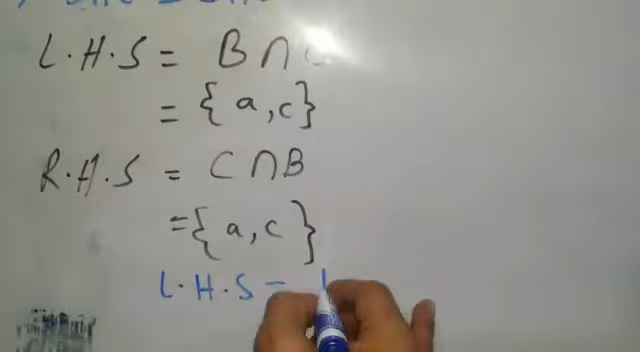 L.H.S = B ∩ C
= {a,c}
R.H.S = C∩B
={a,c}
L.H.S =